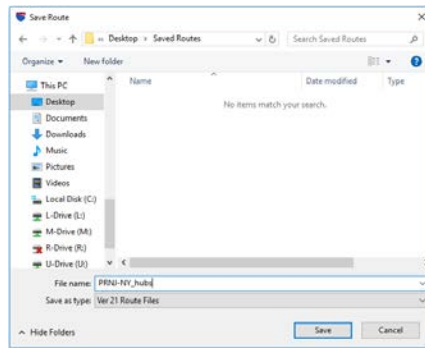 Save Route
« Desktop › Saved Routes
Search Saved Routes
Organize
New folder
This PC
Desktop
Documents
Downloads
Music
Pictures
Videos
Local Disk (C:)
L-Drive (L:)
M-Drive (M:)
R-Drive (R:)
U-Drive (U:)
Name
Date modified
Type
No items match your search.
File name: PRNJ-NY_hubs
Save as type: Ver 21 Route Files
Hide Folders
Save
Cancel